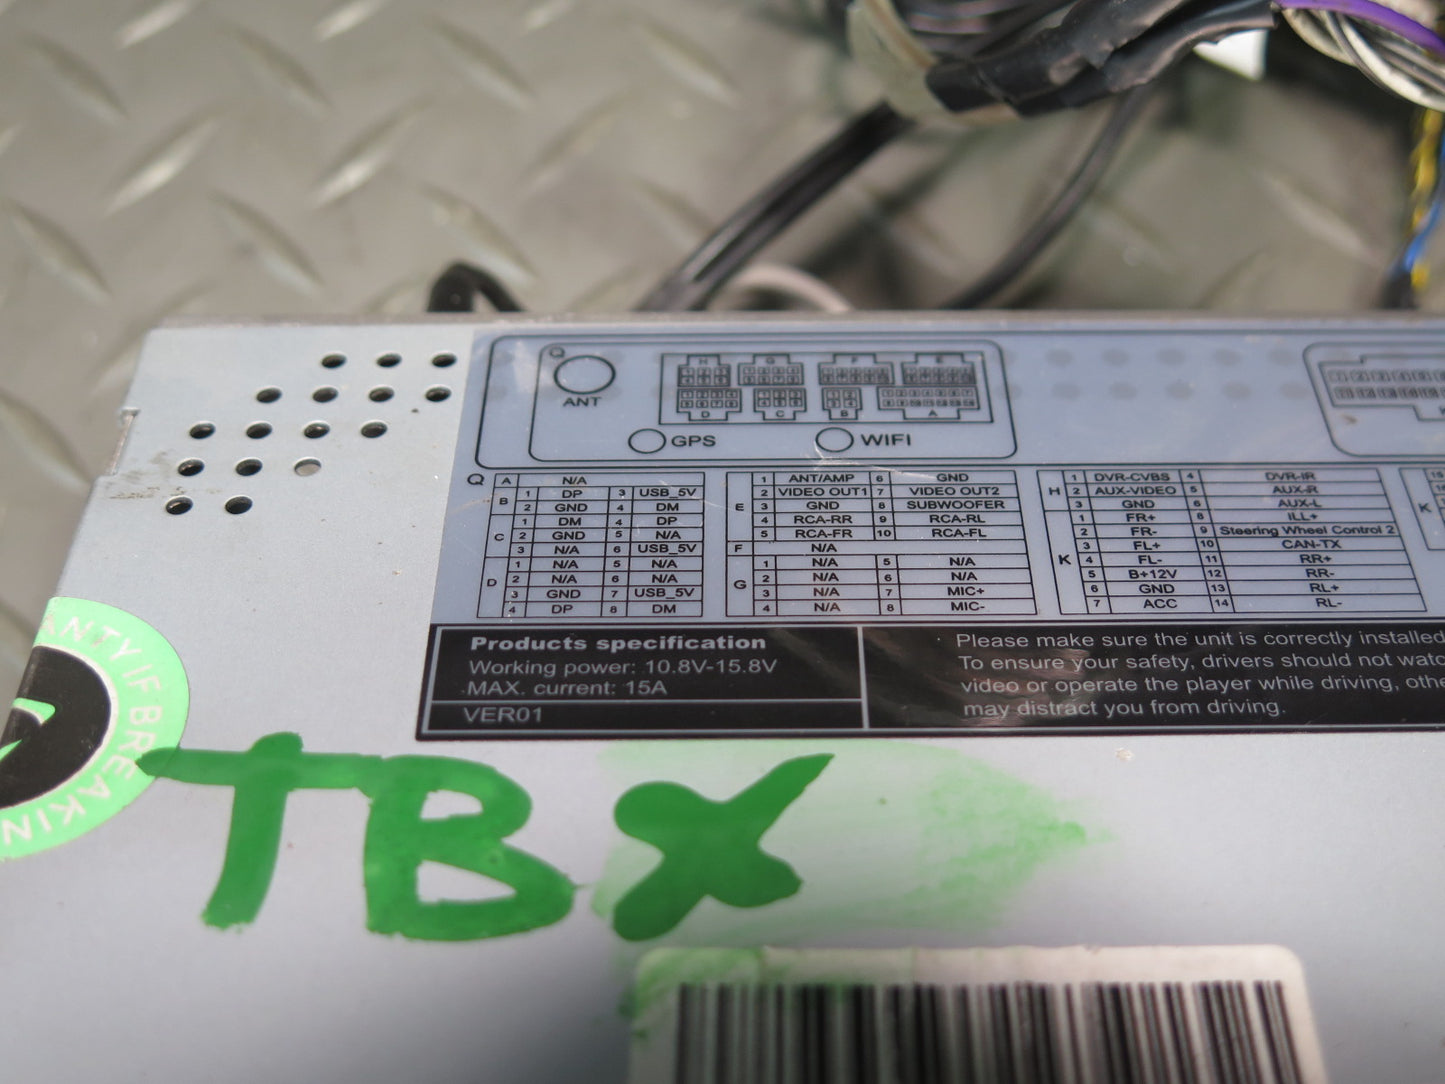 Q
H G F E
ANT
D C B A
GPS WIFI
Q A N/A
B 1 DP 3 USB_5V
2 GND 4 DM
C 1 DM 4 DP
2 GND 5 N/A
3 N/A 6 USB_5V
D 1 N/A 5 N/A
2 N/A 6 N/A
3 GND 7 USB_5V
4 DP 8 DM
E 1 ANT/AMP 6 GND
2 VIDEO OUT1 7 VIDEO OUT2
3 GND 8 SUBWOOFER
4 RCA-RR 9 RCA-RL
5 RCA-FR 10 RCA-FL
F N/A
G 1 N/A 5 N/A
2 N/A 6 N/A
3 N/A 7 MIC+
4 N/A 8 MIC-
H 1 DVR-CVBS 4 DVR-IR
2 AUX-VIDEO 5 AUX-R
3 GND 6 AUX-L
K 1 FR+ 8 ILL+
2 FR- 9 Steering Wheel Control 2
3 FL+ 10 CAN-TX
4 FL- 11 RR+
5 B+12V 12 RR-
6 GND 13 RL+
7 ACC 14 RL-
K
Products specification
Working power: 10.8V-15.8V
MAX. current: 15A
VER01
Please make sure the unit is correctly installed
To ensure your safety, drivers should not watc
video or operate the player while driving, othe
may distract you from driving.
ANTY IF BREAKIN
TBX